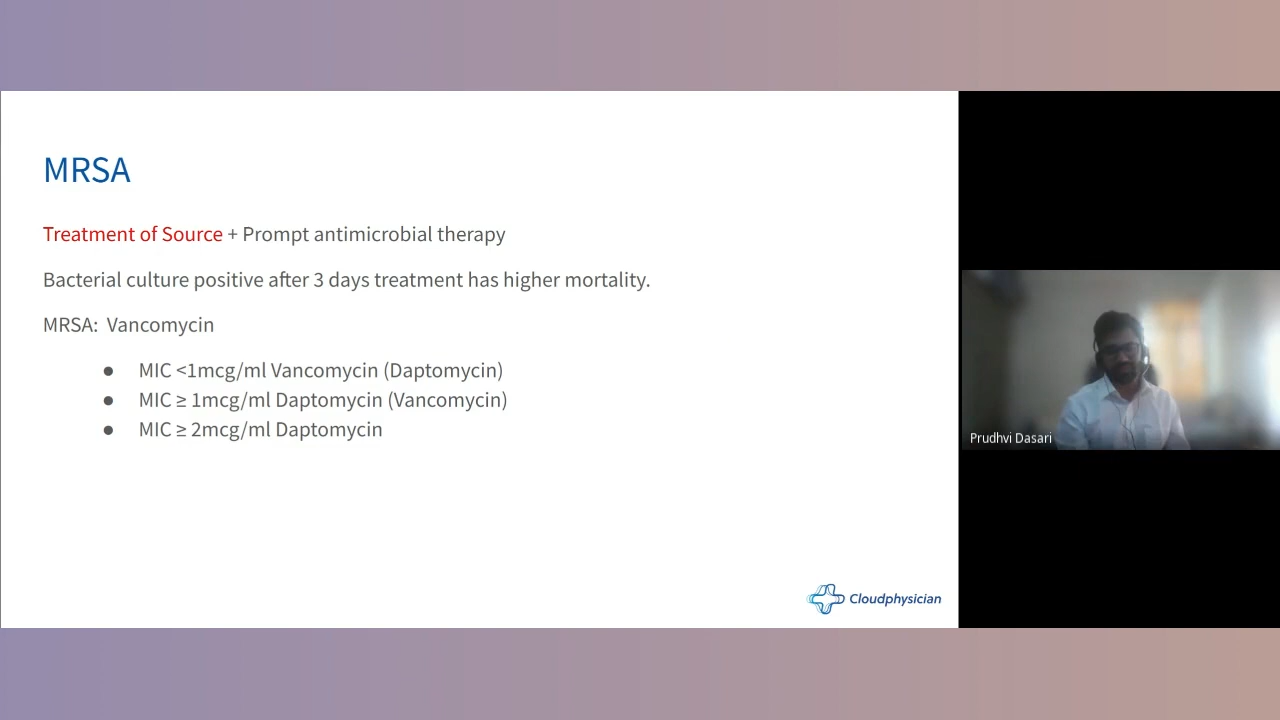 MRSA
Treatment of Source + Prompt antimicrobial therapy
Bacterial culture positive after 3 days treatment has higher mortality.
MRSA:  Vancomycin
● MIC <1mcg/ml Vancomycin (Daptomycin)
● MIC ≥ 1mcg/ml Daptomycin (Vancomycin)
● MIC ≥ 2mcg/ml Daptomycin
Prudhvi Dasari
Cloudphysician